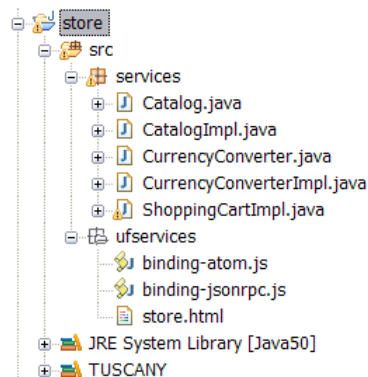 store
src
services
Catalog.java
CatalogImpl.java
CurrencyConverter.java
CurrencyConverterImpl.java
ShoppingCartImpl.java
ufservices
binding-atom.js
binding-jsonrpc.js
store.html
JRE System Library [Java50]
TUSCANY